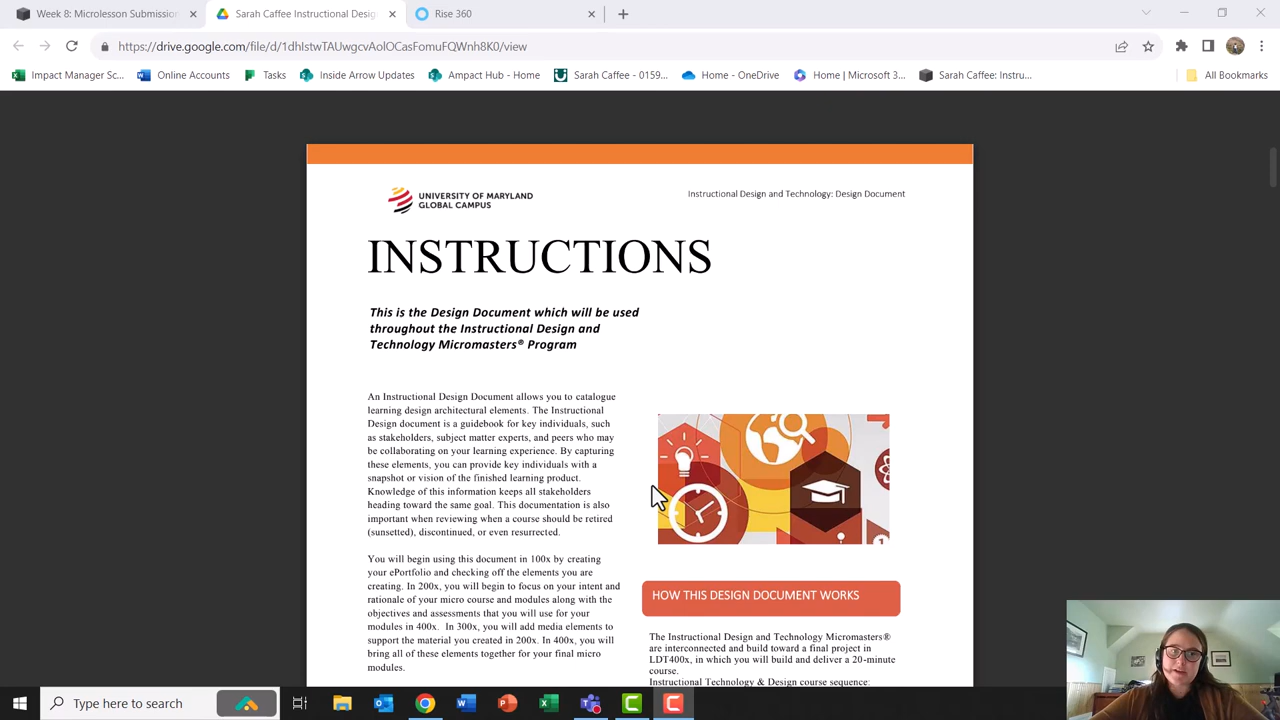 Week 8: Microlesson Submission
Sarah Caffee Instructional Desig
Rise 360
https://drive.google.com/file/d/1dhIstwTAUwgcvAolOCasFomuFQWnh8K0/view
Impact Manager Sc...
Online Accounts
Tasks
Inside Arrow Updates
Ampact Hub - Home
Sarah Caffee - 0159...
Home - OneDrive
Home | Microsoft 3...
Sarah Caffee: Instru...
All Bookmarks
UNIVERSITY OF MARYLAND
GLOBAL CAMPUS
Instructional Design and Technology: Design Document
INSTRUCTIONS
This is the Design Document which will be used
throughout the Instructional Design and
Technology Micromasters® Program
An Instructional Design Document allows you to catalogue
learning design architectural elements. The Instructional
Design document is a guidebook for key individuals, such
as stakeholders, subject matter experts, and peers who may
be collaborating on your learning experience. By capturing
these elements, you can provide key individuals with a
snapshot or vision of the finished learning product.
Knowledge of this information keeps all stakeholders
heading toward the same goal. This documentation is also
important when reviewing when a course should be retired
(sunsetted), discontinued, or even resurrected.
You will begin using this document in 100x by creating
your ePortfolio and checking off the elements you are
creating. In 200x, you will begin to focus on your intent and
rationale of your micro course and modules along with the
objectives and assessments that you will use for your
modules in 400x. In 300x, you will add media elements to
support the material you created in 200x. In 400x, you will
bring all of these elements together for your final micro
modules.
HOW THIS DESIGN DOCUMENT WORKS
The Instructional Design and Technology Micromasters®
are interconnected and build toward a final project in
LDT400x, in which you will build and deliver a 20-minute
course.
Instructional Technology & Design course sequence:
Type here to search